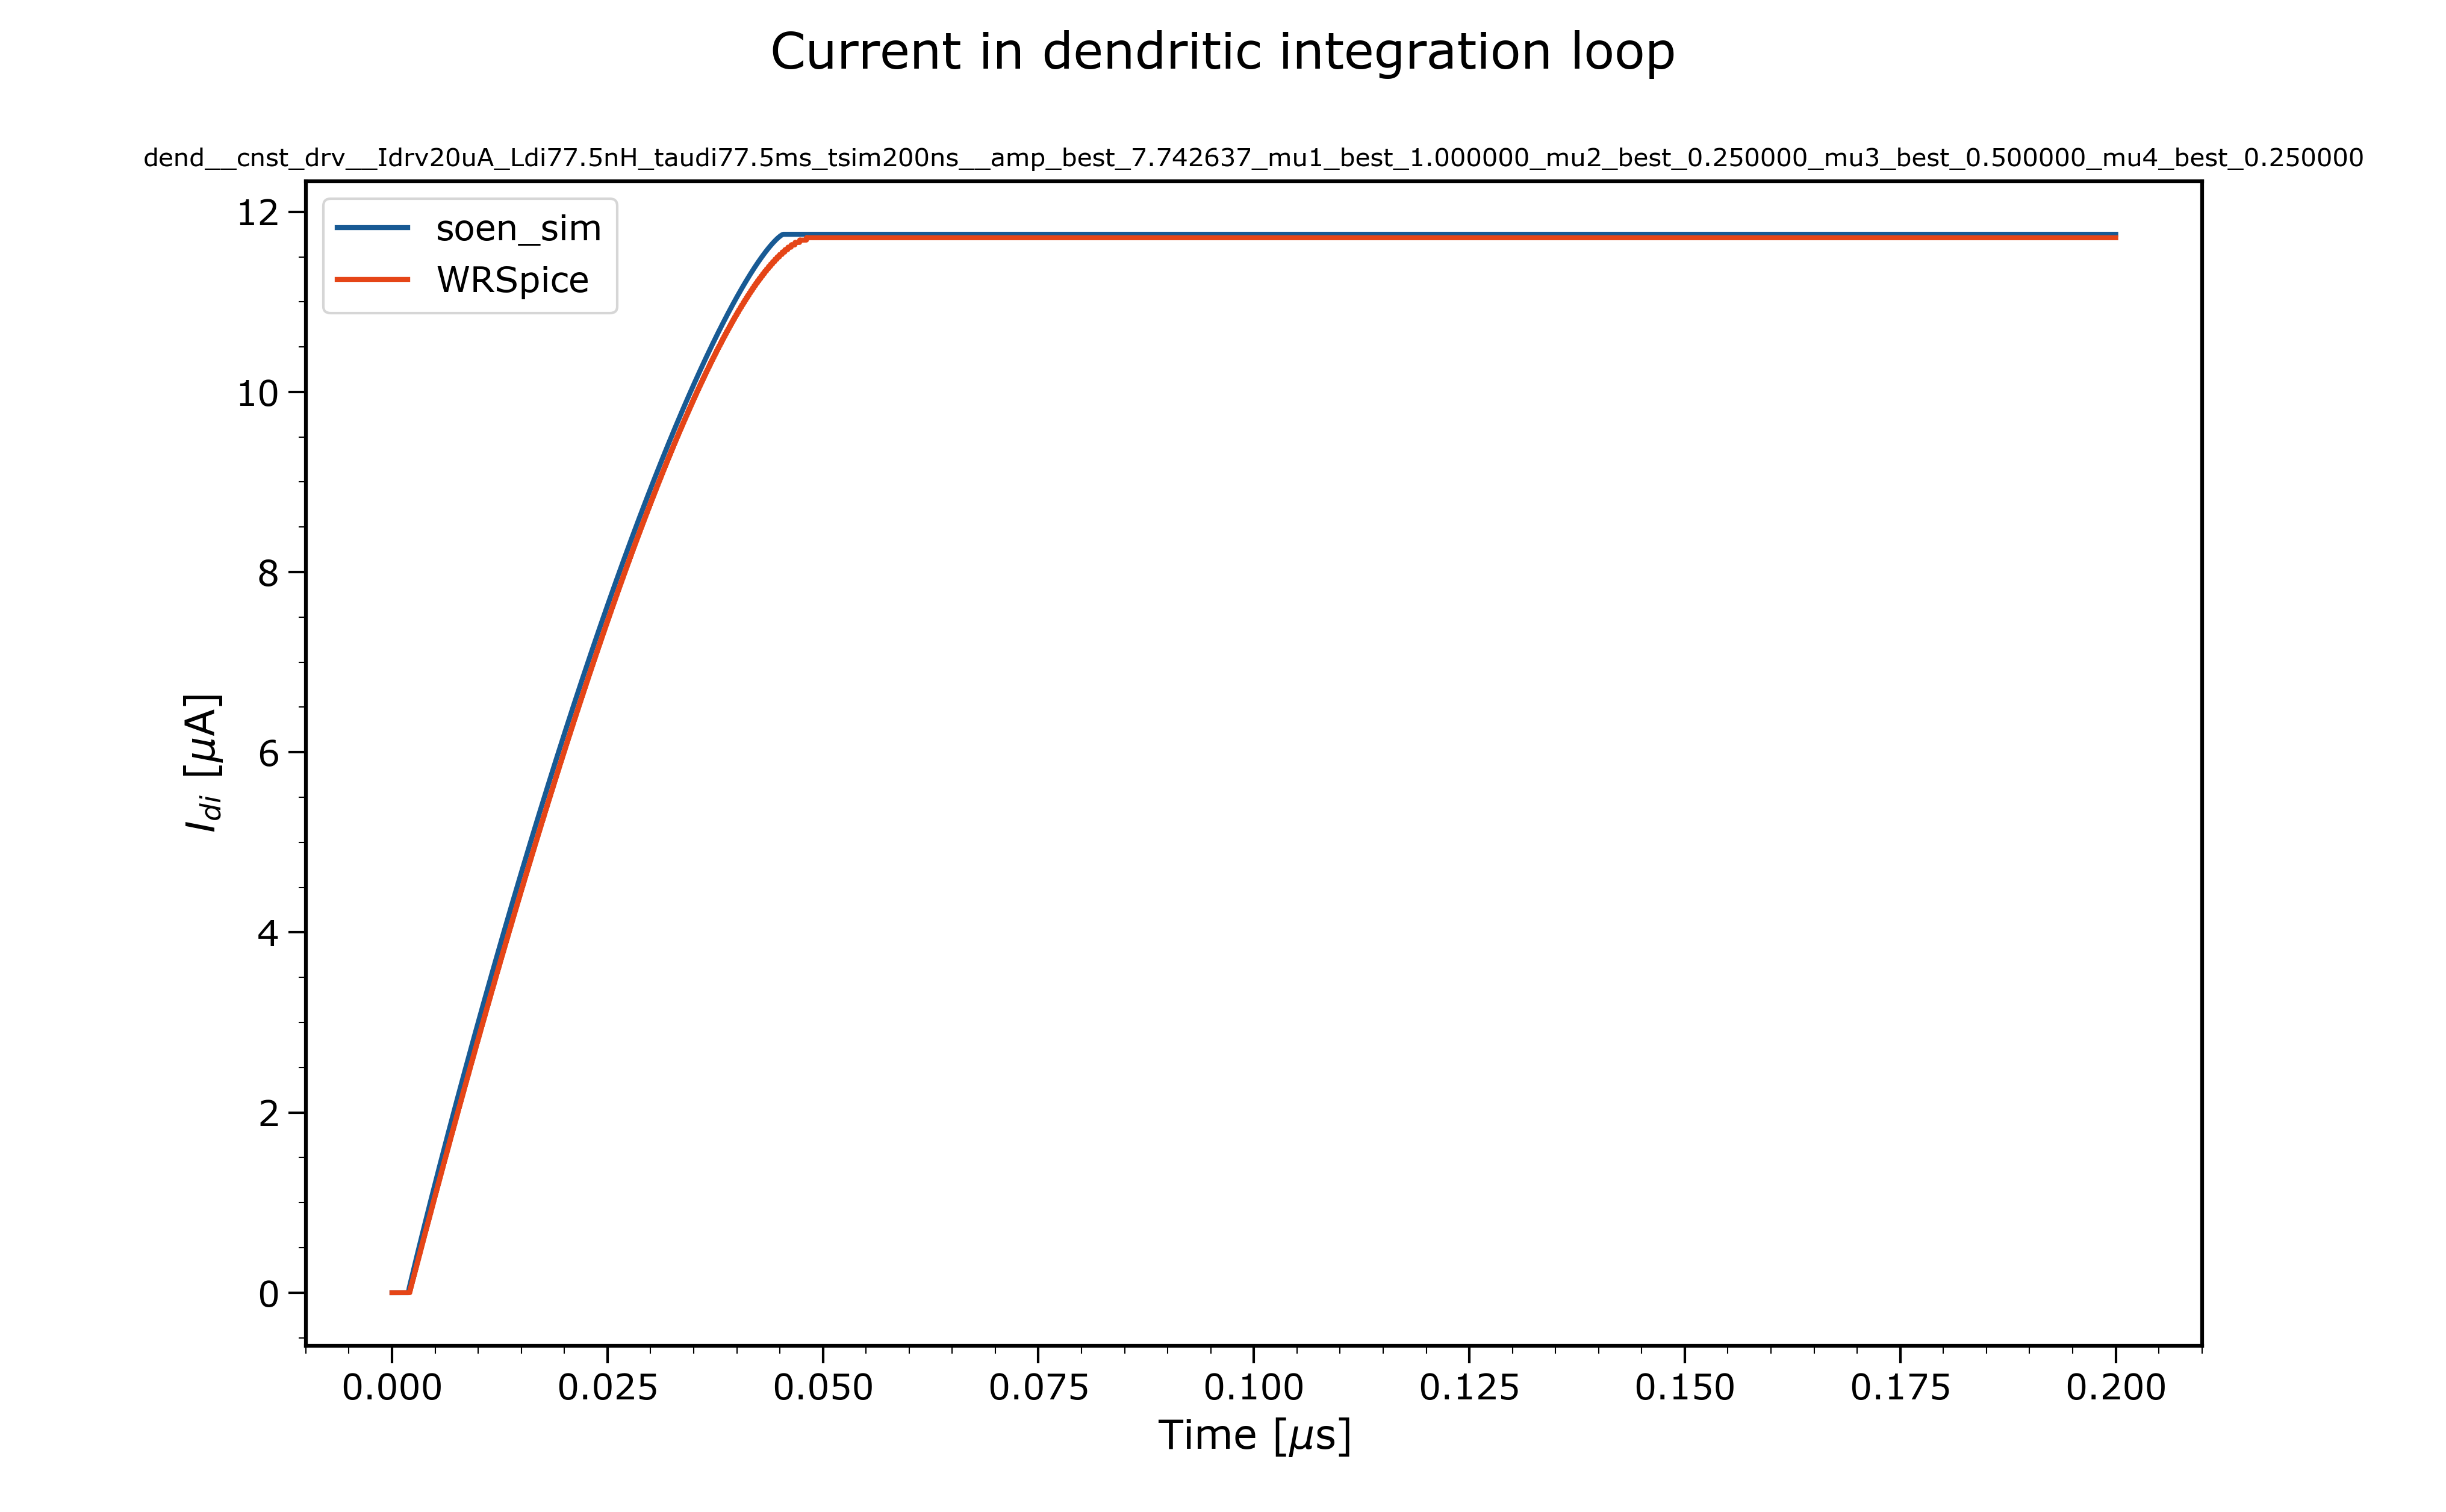 Current in dendritic integration loop
dend__cnst_drv__Idrv20uA_Ldi77.5nH_taudi77.5ms_tsim200ns__amp_best_7.742637_mu1_best_1.000000_mu2_best_0.250000_mu3_best_0.500000_mu4_best_0.250000
soen_sim
WRSpice
12
10
8
6
4
2
0
I_di [μA]
0.000 0.025 0.050 0.075 0.100 0.125 0.150 0.175 0.200
Time [μs]